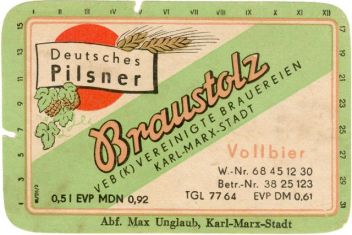 I II III IV V VI VII VIII IX X XI XII
Deutsches
Pilsner
Braustolz
VEB (K) VEREINIGTE BRAUEREIEN
KARL-MARX-STADT
Vollbier
W.-Nr. 68 45 12 30
Betr.-Nr. 38 25 123
0,5 l EVP MDN 0,92
TGL 7764 EVP DM 0,61
Abf. Max Unglaub, Karl-Marx-Stadt